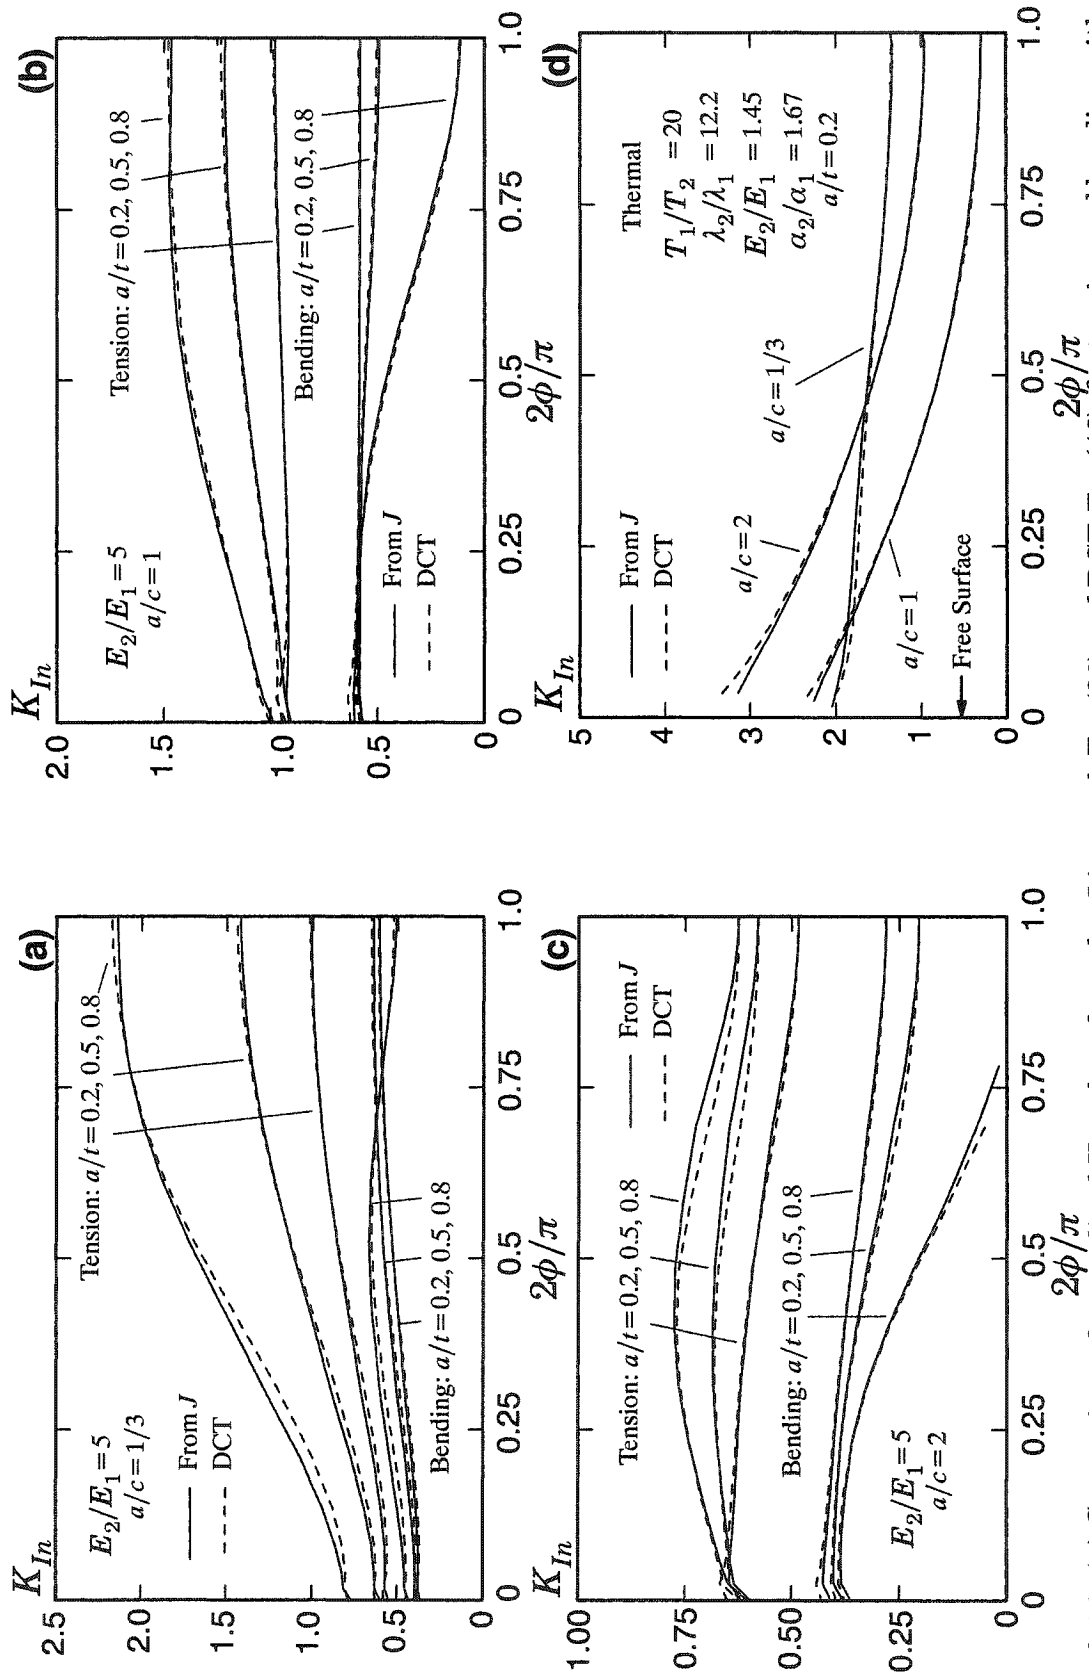 (a)
K_In
2.5
2.0
1.5
1.0
0.5
0
E_2/E_1=5
a/c=1/3
From J
DCT
Tension: a/t=0.2, 0.5, 0.8
Bending: a/t=0.2, 0.5, 0.8
0.25
0.5
0.75
1.0
2ϕ/π
(b)
K_In
2.0
1.5
1.0
0.5
0
E_2/E_1=5
a/c=1
Tension: a/t=0.2, 0.5, 0.8
Bending: a/t=0.2, 0.5, 0.8
From J
DCT
0
0.25
0.5
0.75
1.0
2ϕ/π
(c)
K_In
1.00
0.75
0.50
0.25
0
From J
DCT
Tension: a/t=0.2, 0.5, 0.8
Bending: a/t=0.2, 0.5, 0.8
E_2/E_1=5
a/c=2
0
0.25
0.5
0.75
1.0
2ϕ/π
(d)
K_In
5
4
3
2
1
0
From J
DCT
Thermal
T_1/T_2=20
λ_2/λ_1=12.2
E_2/E_1=1.45
α_2/α_1=1.67
a/t=0.2
a/c=2
a/c=1/3
a/c=1
Free Surface
0
0.25
0.5
0.75
1.0
2ϕ/π